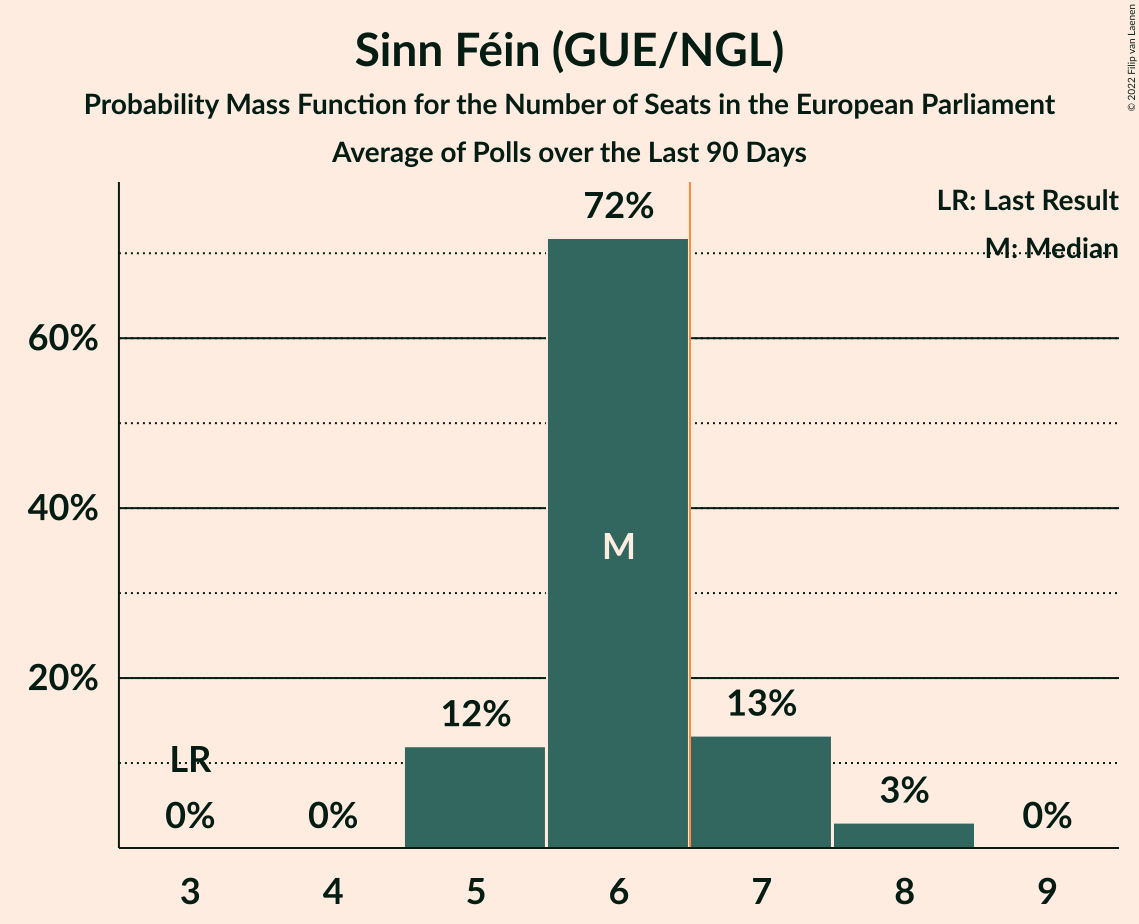 Sinn Féin (GUE/NGL)
Probability Mass Function for the Number of Seats in the European Parliament
Average of Polls over the Last 90 Days
© 2022 Filip van Laenen
LR: Last Result
M: Median
72%
60%
40%
M
20%
12%
13%
LR
3%
0%
0%
0%
3
4
5
6
7
8
9